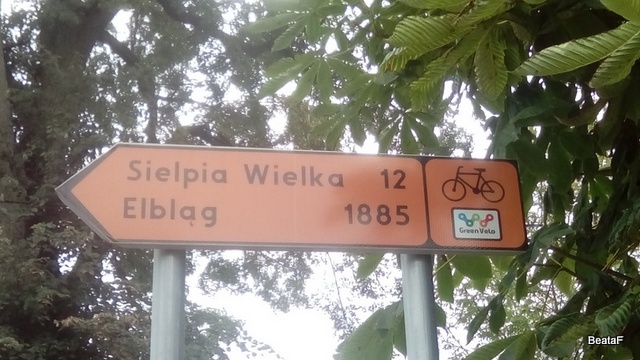 Sielpia Wielka 12
Elbląg 1885
Green Velo
BeataF